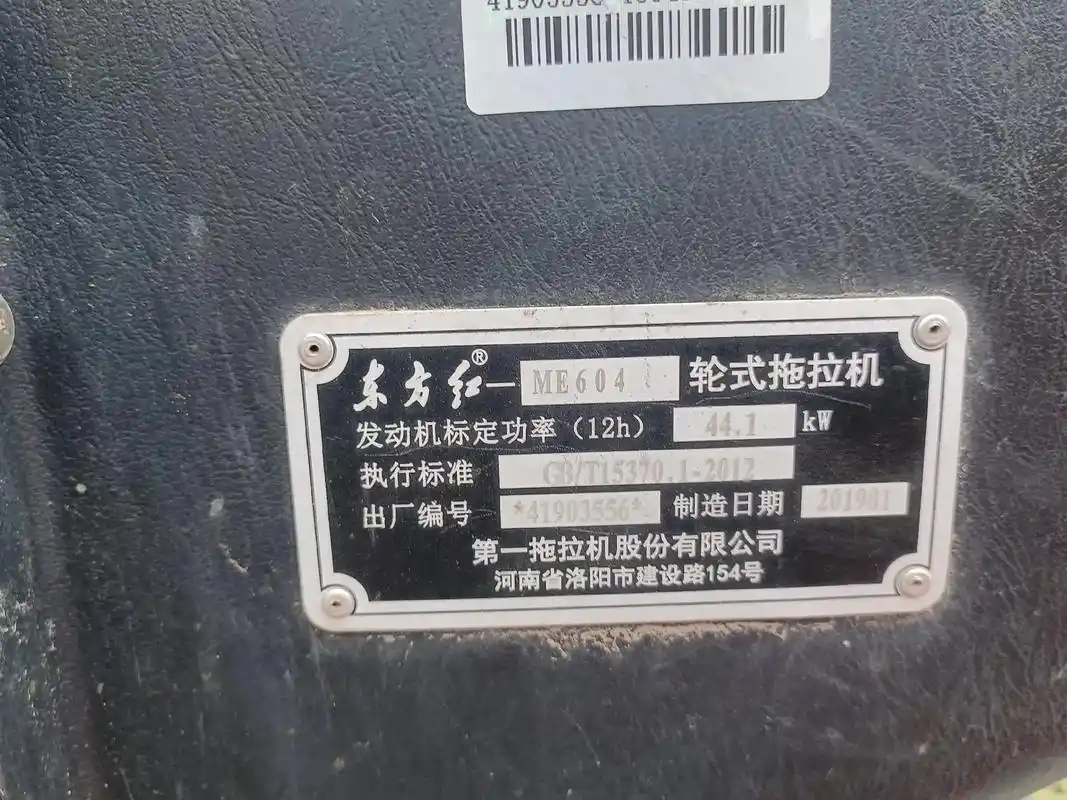 东方红®—ME604 轮式拖拉机
发动机标定功率（12h） 44.1 kW
执行标准 GB/T15370.1-2012
出厂编号 *41903556* 制造日期 201901
第一拖拉机股份有限公司
河南省洛阳市建设路154号